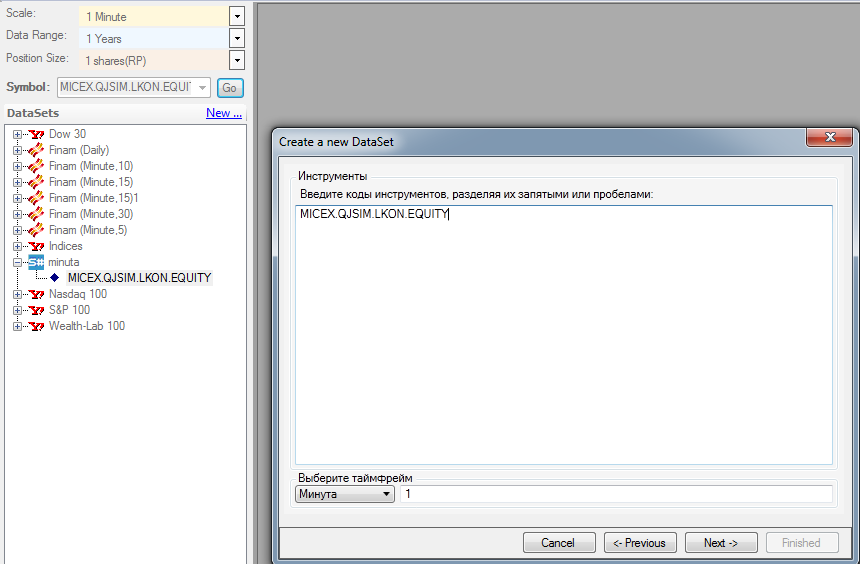 Scale:
1 Minute
Data Range:
1 Years
Position Size:
1 shares(RP)
Symbol:
MICEX.QJSIM.LKON.EQUIT
Go
DataSets
New ...
Dow 30
Finam (Daily)
Finam (Minute,10)
Finam (Minute,15)
Finam (Minute,15)1
Finam (Minute,30)
Finam (Minute,5)
Indices
S# minuta
MICEX.QJSIM.LKON.EQUITY
Nasdaq 100
S&P 100
Wealth-Lab 100
Create a new DataSet
Инструменты
Введите коды инструментов, разделяя их запятыми или пробелами:
MICEX.QJSIM.LKON.EQUITY
Выберите таймфрейм
Минута
1
Cancel
<- Previous
Next ->
Finished